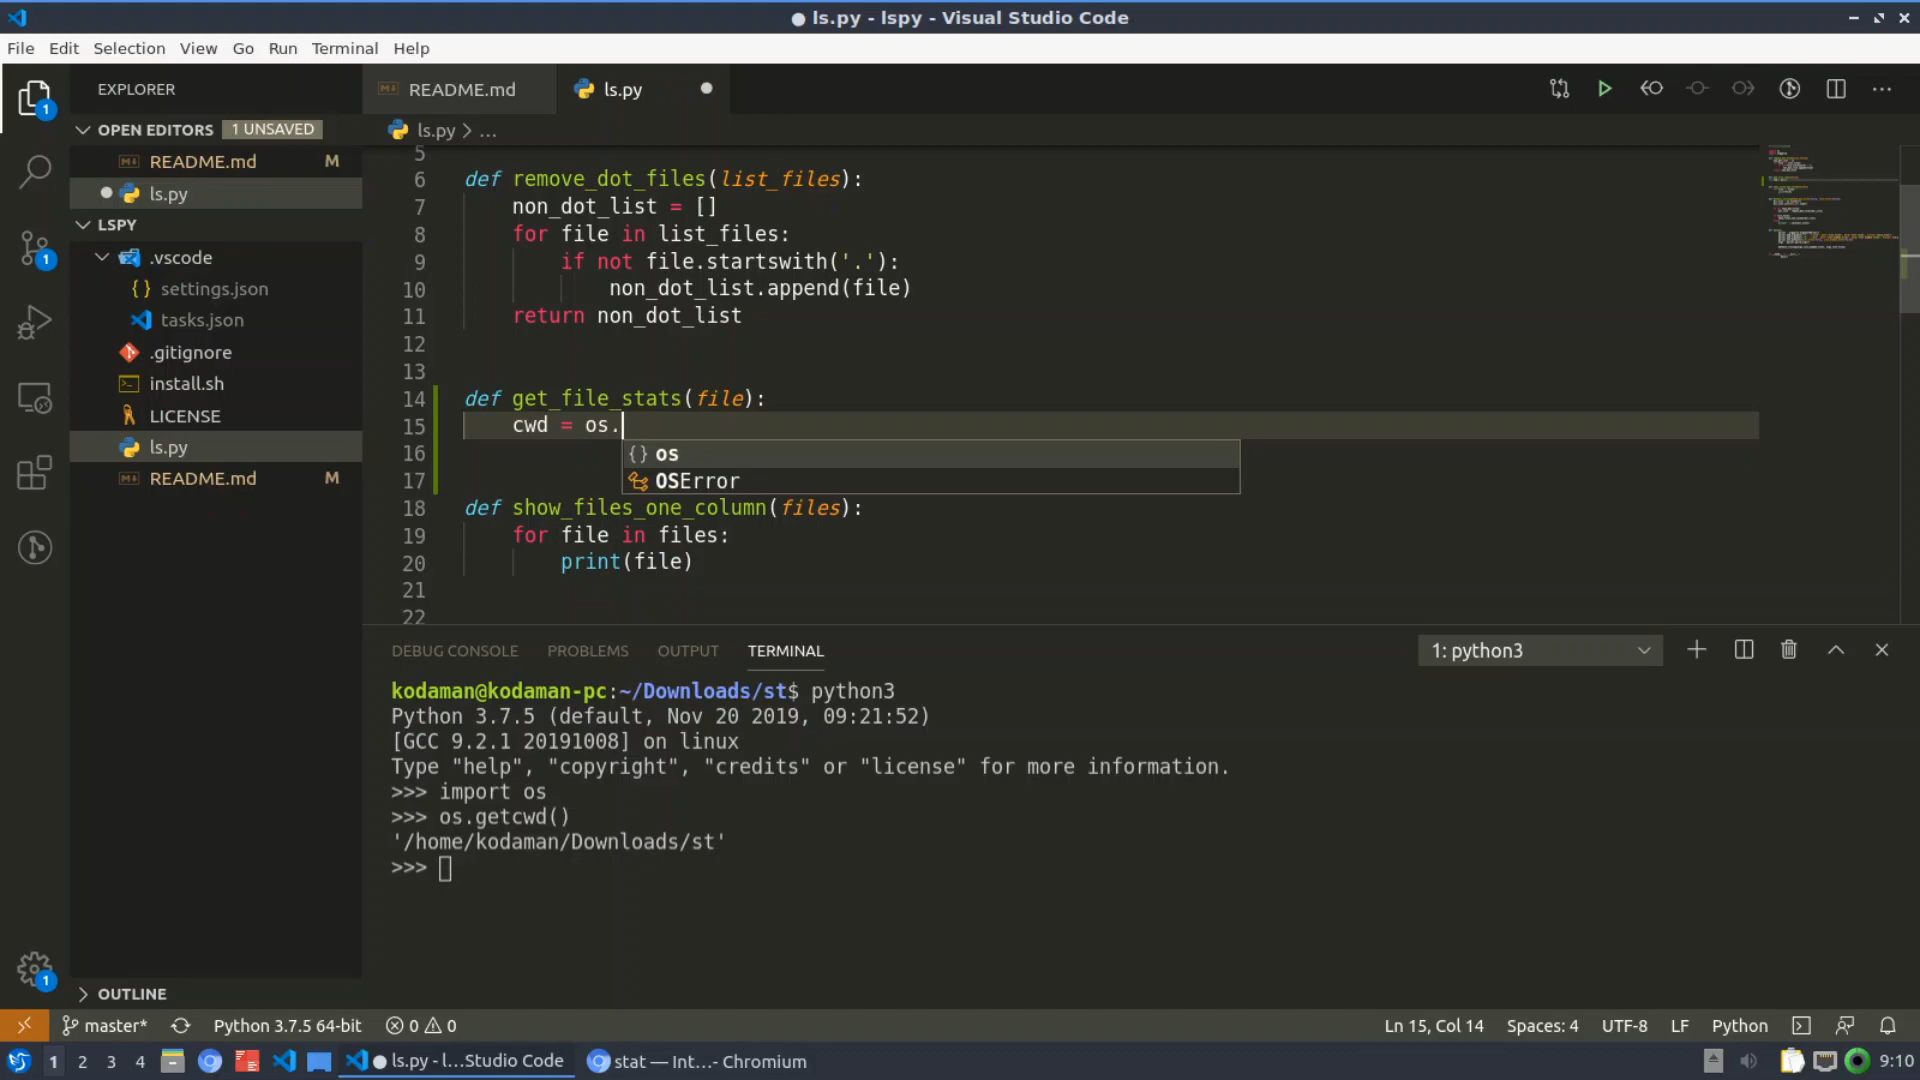 ● ls.py - lspy - Visual Studio Code
File Edit Selection View Go Run Terminal Help
EXPLORER
OPEN EDITORS 1 UNSAVED
README.md M
ls.py
LSPY
.vscode
{ } settings.json
tasks.json
.gitignore
install.sh
LICENSE
ls.py
README.md M
OUTLINE
1
1
1
README.md ls.py
ls.py > ...
5
6 def remove_dot_files(list_files):
7 non_dot_list = []
8 for file in list_files:
9 if not file.startswith('.'):
10 non_dot_list.append(file)
11 return non_dot_list
12
13
14 def get_file_stats(file):
15 cwd = os.
16 {} os
17 OSError
18 def show_files_one_column(files):
19 for file in files:
20 print(file)
21
22
DEBUG CONSOLE PROBLEMS OUTPUT TERMINAL 1: python3
kodaman@kodaman-pc:~/Downloads/st$ python3
Python 3.7.5 (default, Nov 20 2019, 09:21:52)
[GCC 9.2.1 20191008] on linux
Type "help", "copyright", "credits" or "license" for more information.
>>> import os
>>> os.getcwd()
'/home/kodaman/Downloads/st'
>>>
master* Python 3.7.5 64-bit 0 0 Ln 15, Col 14 Spaces: 4 UTF-8 LF Python
1 2 3 4 ● ls.py - l...Studio Code stat — Int...- Chromium 9:10